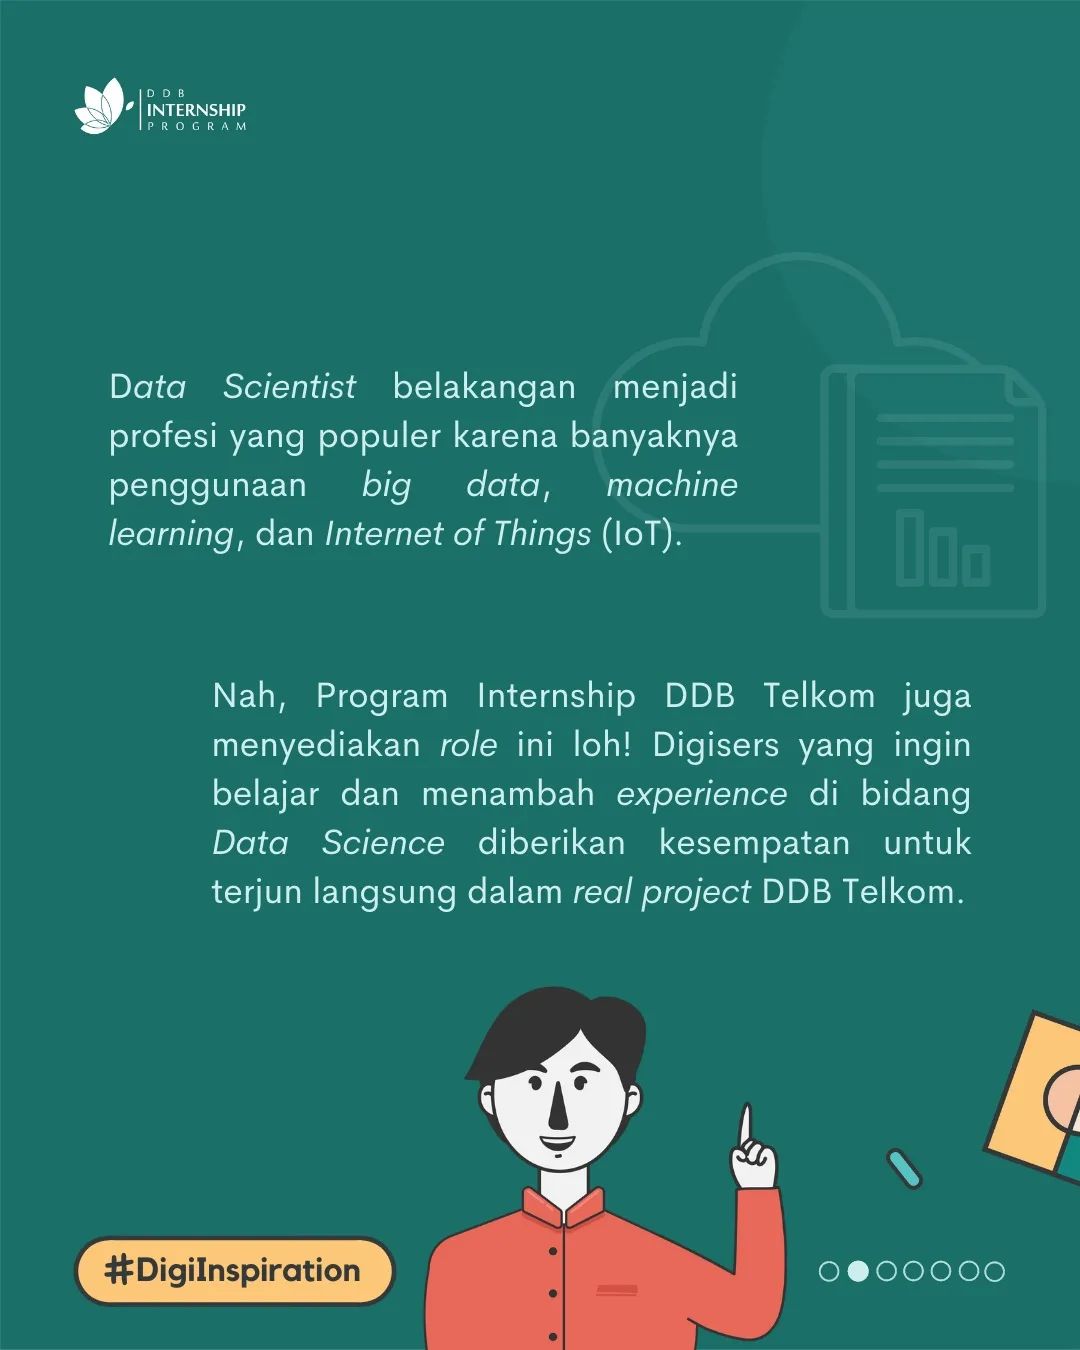 DDB
INTERNSHIP
PROGRAM
Data Scientist belakangan menjadi
profesi yang populer karena banyaknya
penggunaan big data, machine
learning, dan Internet of Things (IoT).
Nah, Program Internship DDB Telkom juga
menyediakan role ini loh! Digisers yang ingin
belajar dan menambah experience di bidang
Data Science diberikan kesempatan untuk
terjun langsung dalam real project DDB Telkom.
#DigiInspiration